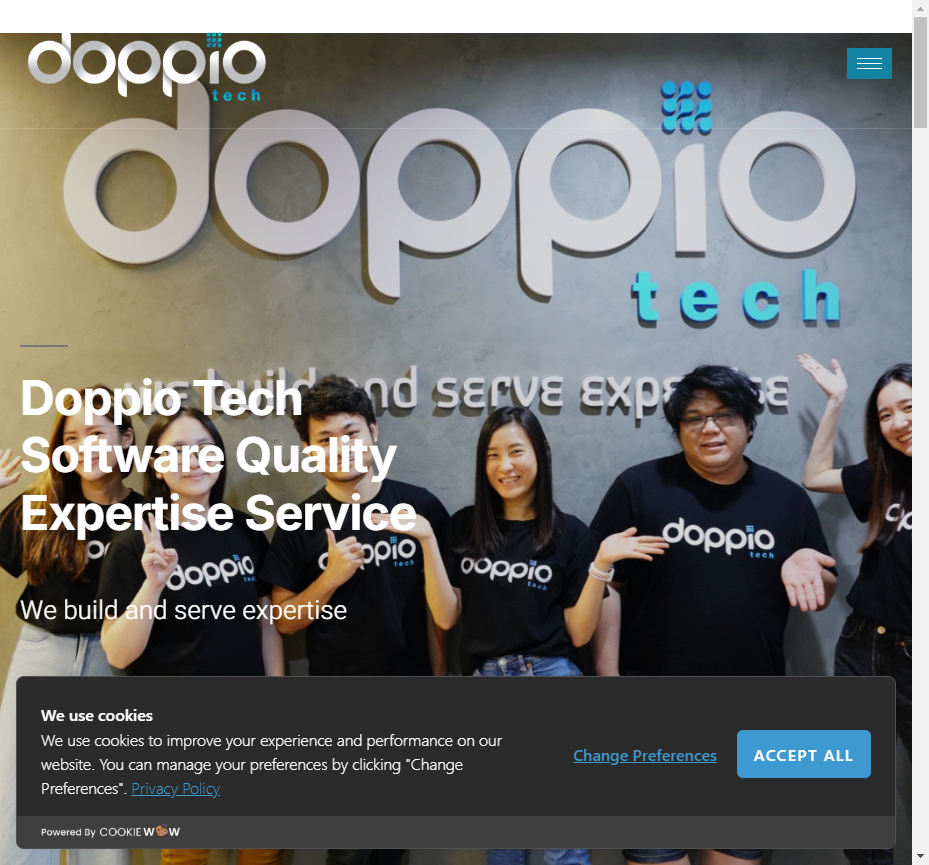 doppio
tech
doppio
tech
we build and serve expertise
Doppio Tech
Software Quality
Expertise Service
doppio
tech
doppio
tech
doppio
tech
doppio
tech
We build and serve expertise
We use cookies
We use cookies to improve your experience and performance on our
website. You can manage your preferences by clicking "Change
Preferences". Privacy Policy
Change Preferences
ACCEPT ALL
Powered By COOKIE WOW